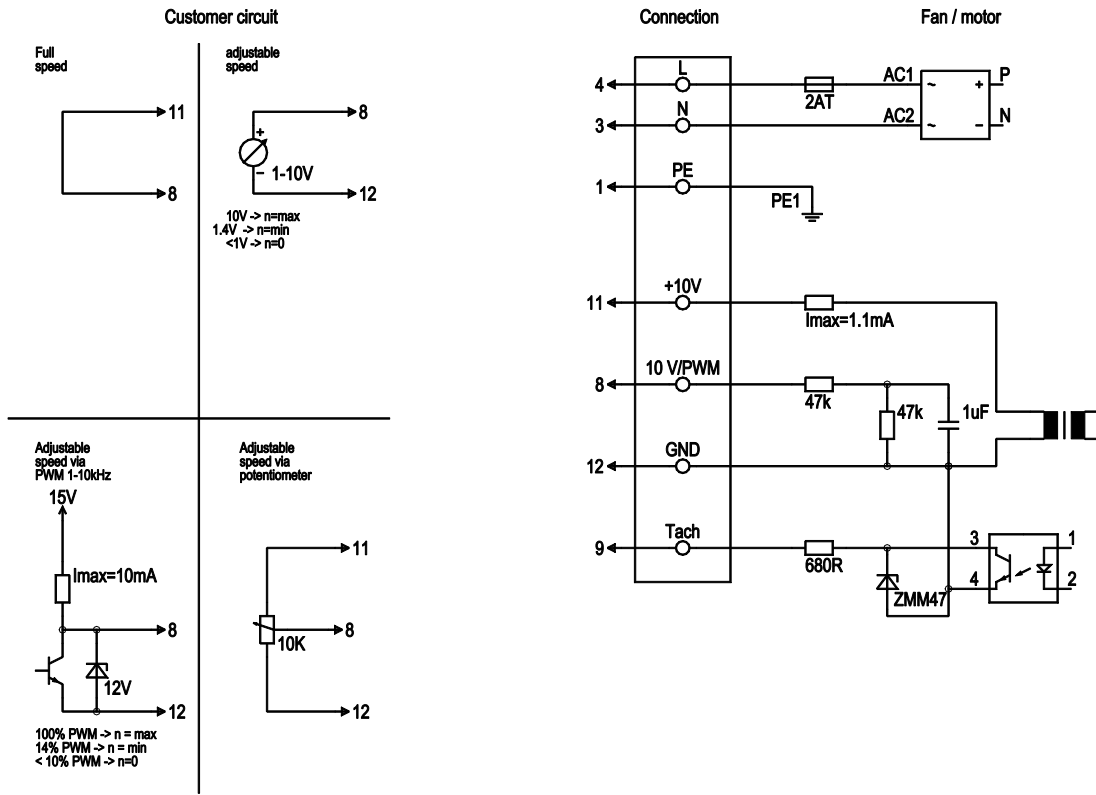 Customer circuit
Full
speed
11
8
adjustable
speed
8
+
− 1-10V
12
10V -> n=max
1.4V -> n=min
<1V -> n=0
Adjustable
speed via
PWM 1-10kHz
15V
Imax=10mA
8
12V
12
100% PWM -> n = max
14% PWM -> n = min
< 10% PWM -> n=0
Adjustable
speed via
potentiometer
11
8
10K
12
Connection
Fan / motor
4
L
2AT
AC1
~ + P
3
N
AC2
~ − N
1
PE
PE1
11
+10V
Imax=1.1mA
8
10 V/PWM
47k
47k
1uF
12
GND
9
Tach
680R
ZMM47
3
4
1
2